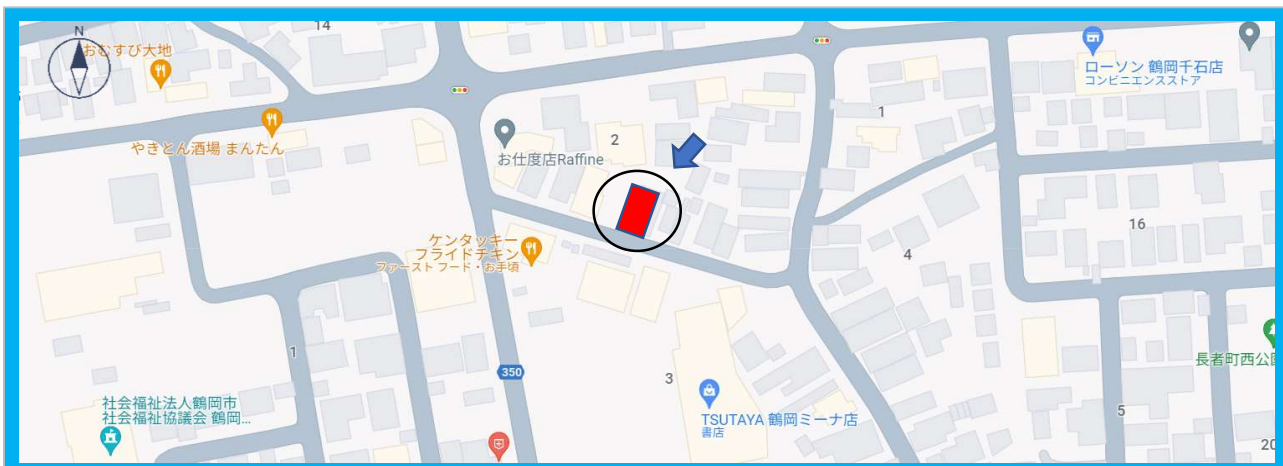 N
14
おむすび大地
やきとん酒場 まんたん
お仕度店Raffine
2
1
ローソン 鶴岡千石店
コンビニエンスストア
ケンタッキー
フライドチキン
ファーストフード・お手頃
16
4
1
350
3
TSUTAYA 鶴岡ミーナ店
書店
長者町西公
5
20
社会福祉法人鶴岡市
社会福祉協議会 鶴岡...